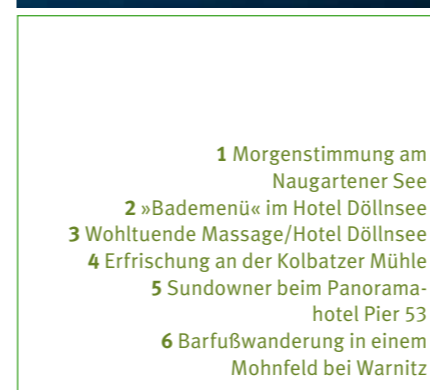 1 Morgenstimmung am
Naugartener See
2 »Bademenü« im Hotel Döllnsee
3 Wohltuende Massage/Hotel Döllnsee
4 Erfrischung an der Kolbatzer Mühle
5 Sundowner beim Panorama-
hotel Pier 53
6 Barfußwanderung in einem
Mohnfeld bei Warnitz